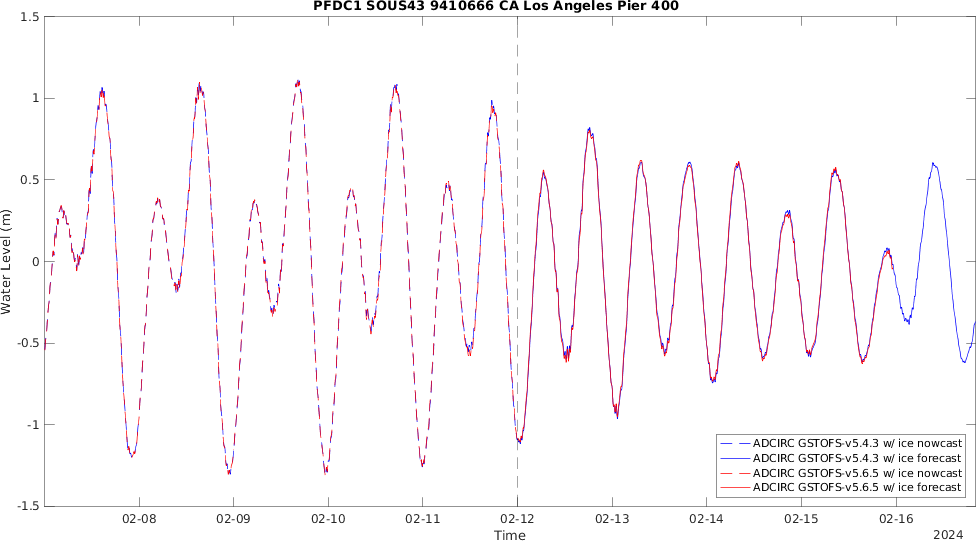 PFDC1 SOUS43 9410666 CA Los Angeles Pier 400
1.5
1
0.5
0
-0.5
-1
-1.5
Water Level (m)
ADCIRC GSTOFS-v5.4.3 w/ ice nowcast
ADCIRC GSTOFS-v5.4.3 w/ ice forecast
ADCIRC GSTOFS-v5.6.5 w/ ice nowcast
ADCIRC GSTOFS-v5.6.5 w/ ice forecast
02-08 02-09 02-10 02-11 02-12 02-13 02-14 02-15 02-16
Time
2024